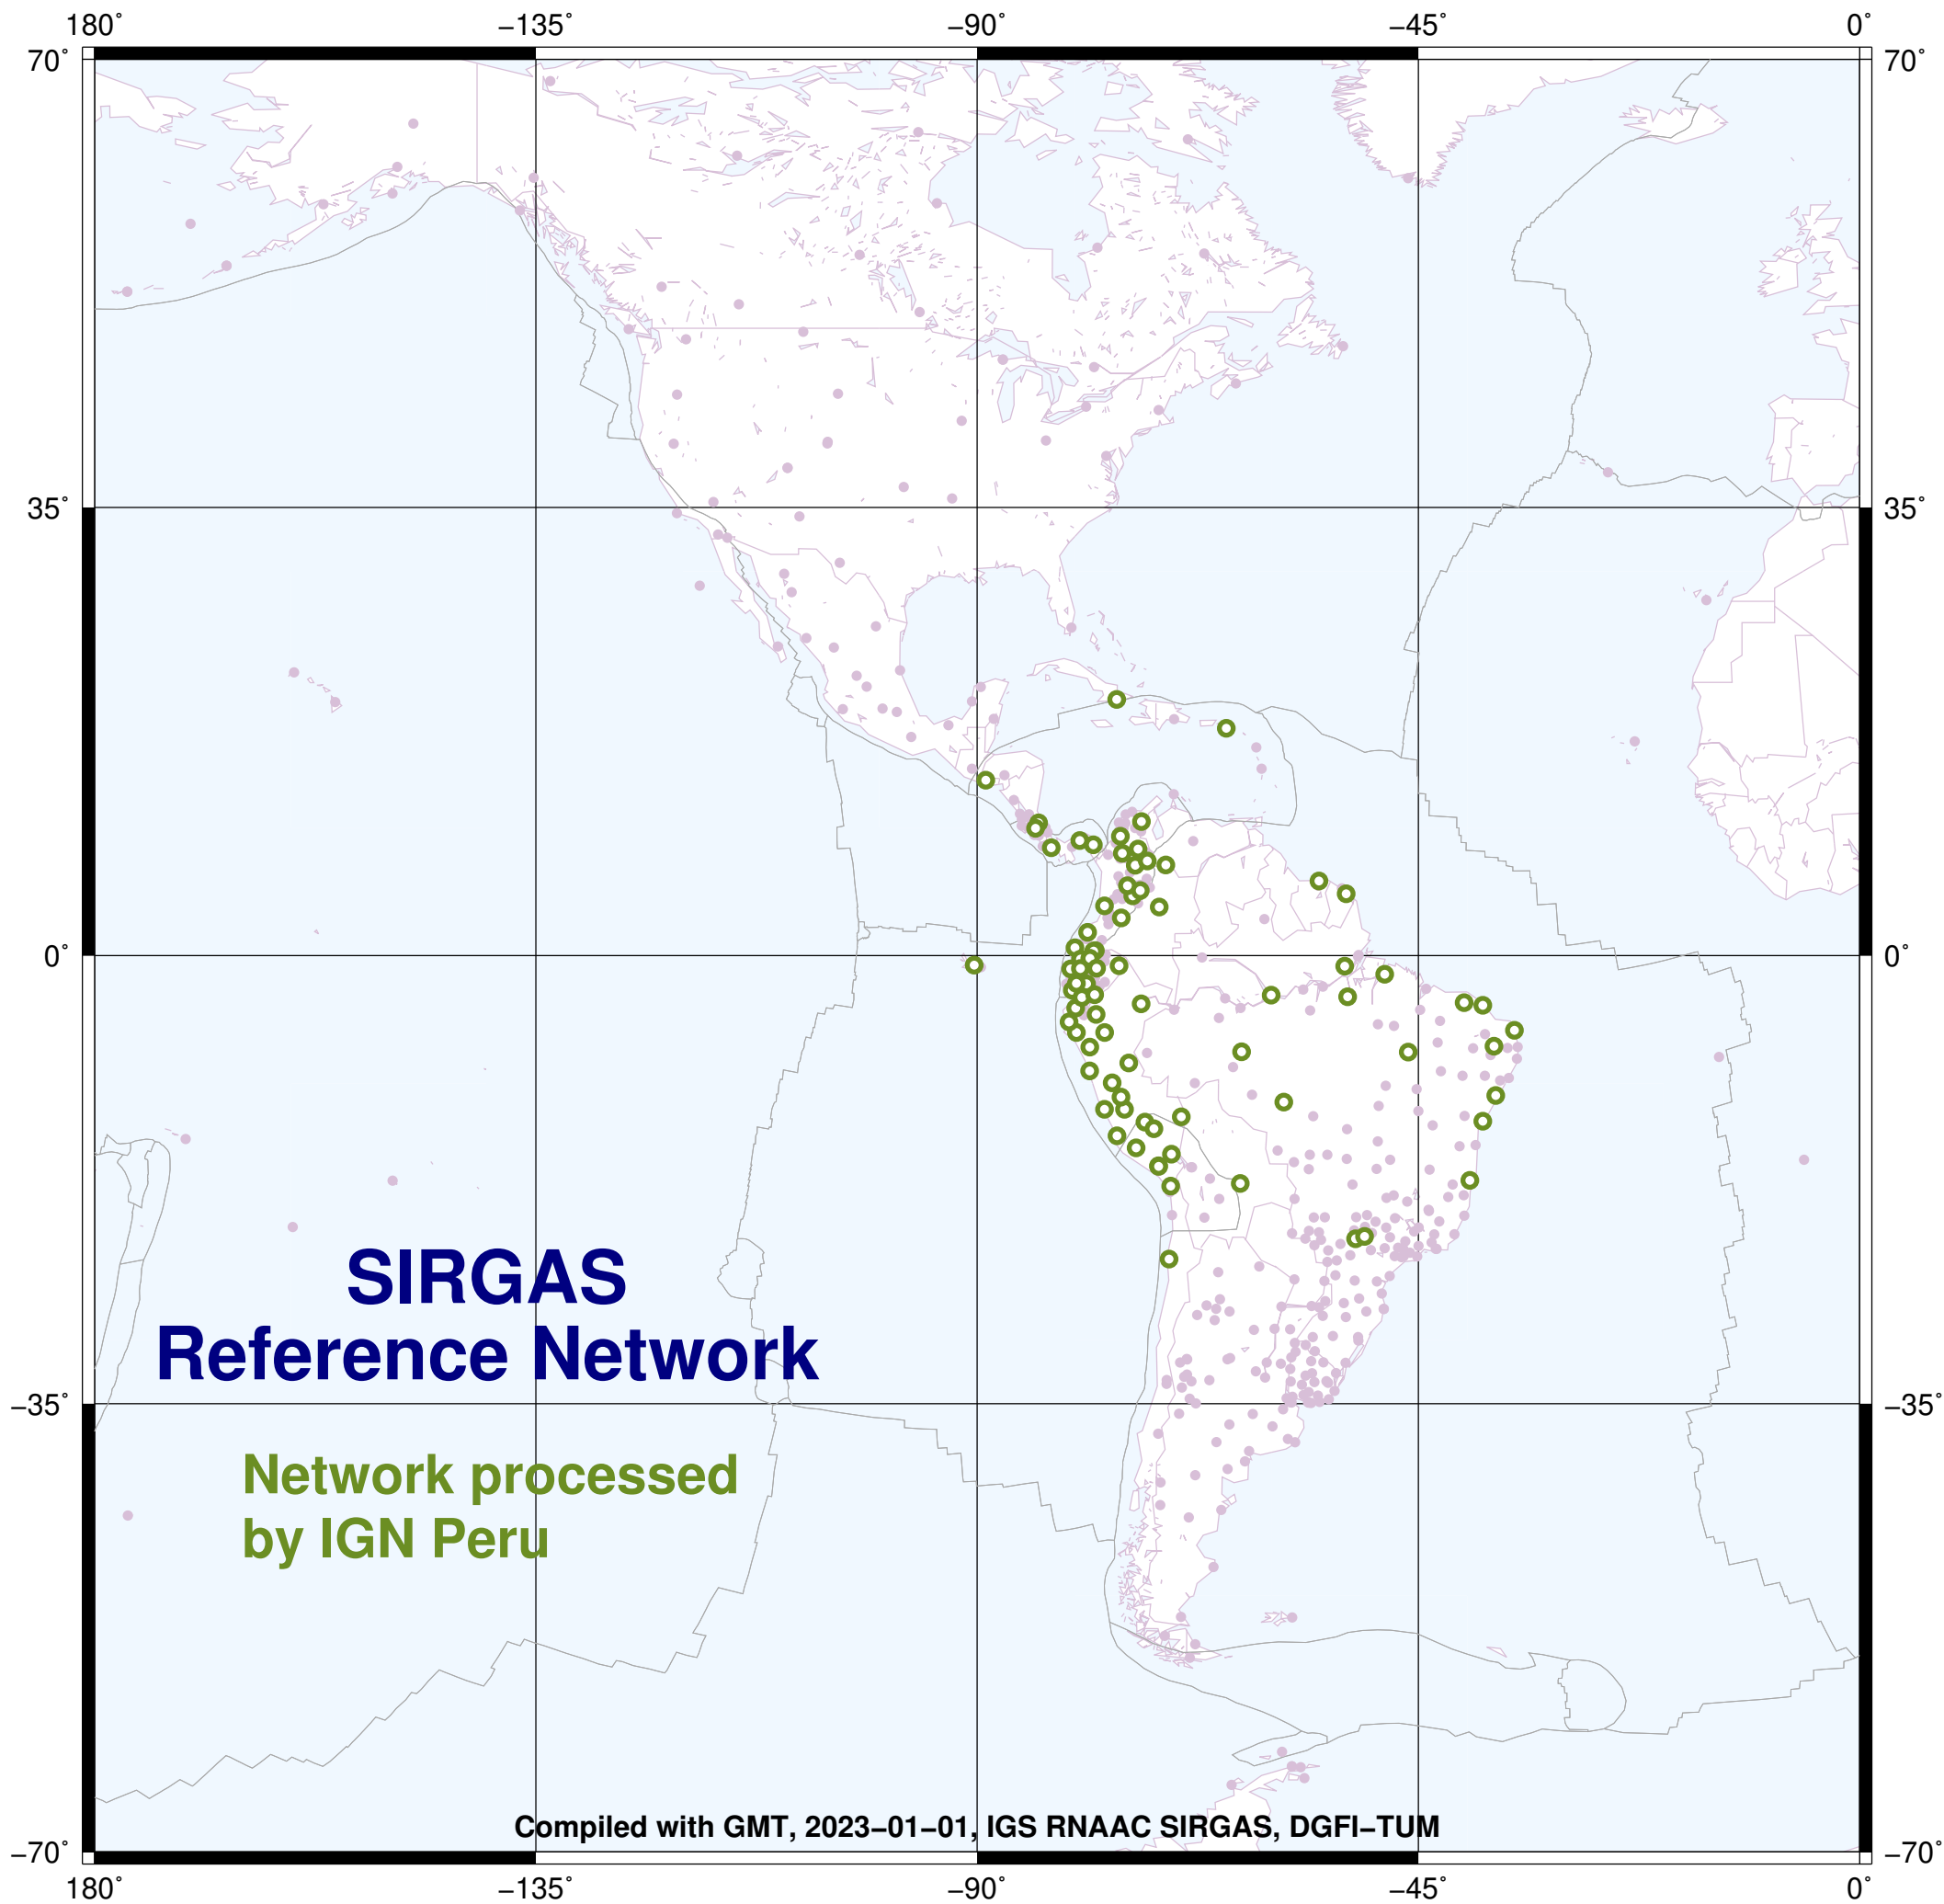 180˚ −135˚ −90˚ −45˚ 0˚
70˚ 70˚
35˚ 35˚
0˚ 0˚
SIRGAS
Reference Network
−35˚ −35˚
Network processed
by IGN Peru
Compiled with GMT, 2023−01−01, IGS RNAAC SIRGAS, DGFI−TUM
−70˚ −70˚
180˚ −135˚ −90˚ −45˚ 0˚